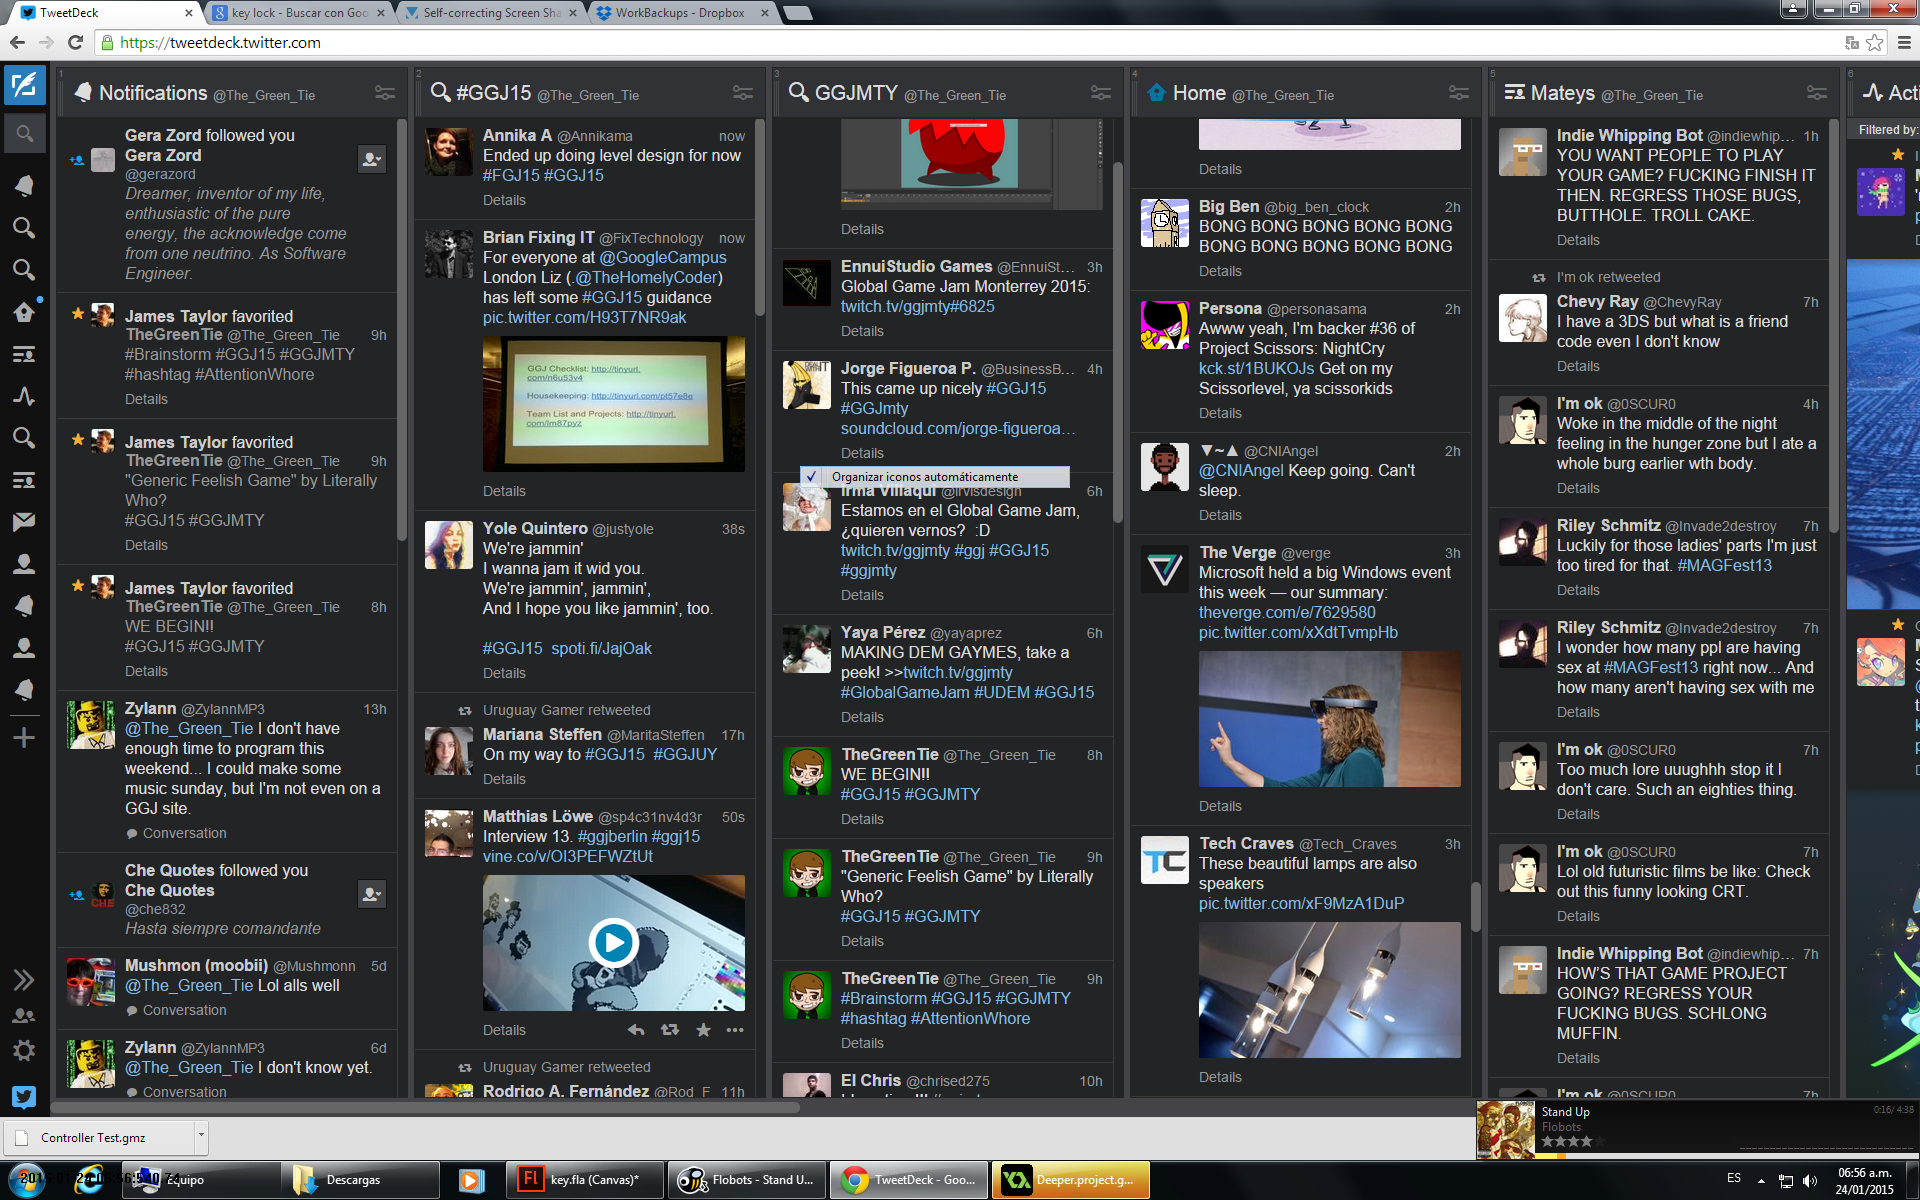 TweetDeck
key lock - Buscar con Goo
Self-correcting Screen Sha
WorkBackups - Dropbox
https://tweetdeck.twitter.com
1
Notifications @The_Green_Tie
Gera Zord followed you
Gera Zord
@gerazord
Dreamer, inventor of my life,
enthusiastic of the pure
energy, the acknowledge come
from one neutrino. As Software
Engineer.
James Taylor favorited
TheGreenTie @The_Green_Tie 9h
#Brainstorm #GGJ15 #GGJMTY
#hashtag #AttentionWhore
Details
James Taylor favorited
TheGreenTie @The_Green_Tie 9h
"Generic Feelish Game" by Literally
Who?
#GGJ15 #GGJMTY
Details
James Taylor favorited
TheGreenTie @The_Green_Tie 8h
WE BEGIN!!
#GGJ15 #GGJMTY
Details
Zylann @ZylannMP3 13h
@The_Green_Tie I don't have
enough time to program this
weekend... I could make some
music sunday, but I'm not even on a
GGJ site.
Conversation
Che Quotes followed you
Che Quotes
@che832
Hasta siempre comandante
Mushmon (moobii) @Mushmonn 5d
@The_Green_Tie Lol alls well
Conversation
Zylann @ZylannMP3 6d
@The_Green_Tie I don't know yet.
Conversation
2
#GGJ15 @The_Green_Tie
Annika A @Annikama now
Ended up doing level design for now
#FGJ15 #GGJ15
Details
Brian Fixing IT @FixTechnology now
For everyone at @GoogleCampus
London Liz (.@TheHomelyCoder)
has left some #GGJ15 guidance
pic.twitter.com/H93T7NR9ak
GGJ Checklist: http://tinyurl.
com/n6u53v4
Housekeeping: http://tinyurl.com/pt57e8e
Team List and Projects: http://tinyurl.
com/lm87pyz
Details
Yole Quintero @justyole 38s
We're jammin'
I wanna jam it wid you.
We're jammin', jammin',
And I hope you like jammin', too.
#GGJ15 spoti.fi/JajOak
Details
Uruguay Gamer retweeted
Mariana Steffen @MaritaSteffen 17h
On my way to #GGJ15 #GGJUY
Details
Matthias Löwe @sp4c31nv4d3r 50s
Interview 13. #ggjberlin #ggj15
vine.co/v/OI3PEFWZtUt
Details
Uruguay Gamer retweeted
Rodrigo A. Fernández @Rod_F 11h
3
GGJMTY @The_Green_Tie
Details
EnnuiStudio Games @EnnuiSt... 3h
Global Game Jam Monterrey 2015:
twitch.tv/ggjmty#6825
Details
Jorge Figueroa P. @BusinessB... 4h
This came up nicely #GGJ15
#GGJmty
soundcloud.com/jorge-figueroa...
Details
Organizar iconos automáticamente
Irma Villaqui @irvisdesign 6h
Estamos en el Global Game Jam,
¿quieren vernos? :D
twitch.tv/ggjmty #ggj #GGJ15
#ggjmty
Details
Yaya Pérez @yayaprez 6h
MAKING DEM GAYMES, take a
peek! >>twitch.tv/ggjmty
#GlobalGameJam #UDEM #GGJ15
Details
TheGreenTie @The_Green_Tie 8h
WE BEGIN!!
#GGJ15 #GGJMTY
Details
TheGreenTie @The_Green_Tie 9h
"Generic Feelish Game" by Literally
Who?
#GGJ15 #GGJMTY
Details
TheGreenTie @The_Green_Tie 9h
#Brainstorm #GGJ15 #GGJMTY
#hashtag #AttentionWhore
Details
El Chris @chrised275 10h
4
Home @The_Green_Tie
Details
Big Ben @big_ben_clock 2h
BONG BONG BONG BONG BONG
BONG BONG BONG BONG BONG
Details
Persona @personasama 2h
Awww yeah, I'm backer #36 of
Project Scissors: NightCry
kck.st/1BUKOJs Get on my
Scissorlevel, ya scissorkids
Details
▼~▲ @CNIAngel 2h
@CNIAngel Keep going. Can't
sleep.
Details
The Verge @verge 3h
Microsoft held a big Windows event
this week — our summary:
theverge.com/e/7629580
pic.twitter.com/xXdtTvmpHb
Details
TC
Tech Craves @Tech_Craves 3h
These beautiful lamps are also
speakers
pic.twitter.com/xF9MzA1DuP
Details
5
Mateys @The_Green_Tie
Indie Whipping Bot @indiewhip... 1h
YOU WANT PEOPLE TO PLAY
YOUR GAME? FUCKING FINISH IT
THEN. REGRESS THOSE BUGS,
BUTTHOLE. TROLL CAKE.
Details
I'm ok retweeted
Chevy Ray @ChevyRay 7h
I have a 3DS but what is a friend
code even I don't know
Details
I'm ok @0SCUR0 4h
Woke in the middle of the night
feeling in the hunger zone but I ate a
whole burg earlier wth body.
Details
Riley Schmitz @Invade2destroy 7h
Luckily for those ladies' parts I'm just
too tired for that. #MAGFest13
Details
Riley Schmitz @Invade2destroy 7h
I wonder how many ppl are having
sex at #MAGFest13 right now... And
how many aren't having sex with me
Details
I'm ok @0SCUR0 7h
Too much lore uuughhh stop it I
don't care. Such an eighties thing.
Details
I'm ok @0SCUR0 7h
Lol old futuristic films be like: Check
out this funny looking CRT.
Details
Indie Whipping Bot @indiewhip... 7h
HOW'S THAT GAME PROJECT
GOING? REGRESS YOUR
FUCKING BUGS. SCHLONG
MUFFIN.
Details
I'm ok @0SCUR0 7h
6
Acti
Filtered by:
Controller Test.gmz
Stand Up
Flobots
0:16/ 4:38
Equipo
Descargas
key.fla (Canvas)*
Flobots - Stand U...
TweetDeck - Goo...
Deeper.project.g...
ES
06:56 a.m.
24/01/2015